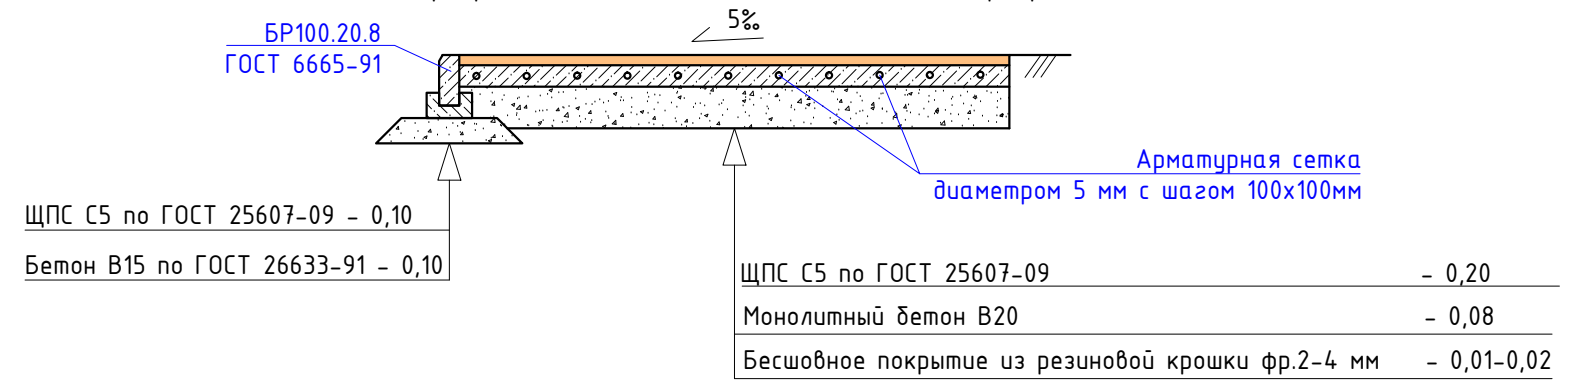 5‰
БР100.20.8
ГОСТ 6665-91
Арматурная сетка
диаметром 5 мм с шагом 100х100мм
ЩПС С5 по ГОСТ 25607-09 - 0,10
Бетон В15 по ГОСТ 26633-91 - 0,10
ЩПС С5 по ГОСТ 25607-09 - 0,20
Монолитный бетон В20 - 0,08
Бесшовное покрытие из резиновой крошки фр.2-4 мм - 0,01-0,02